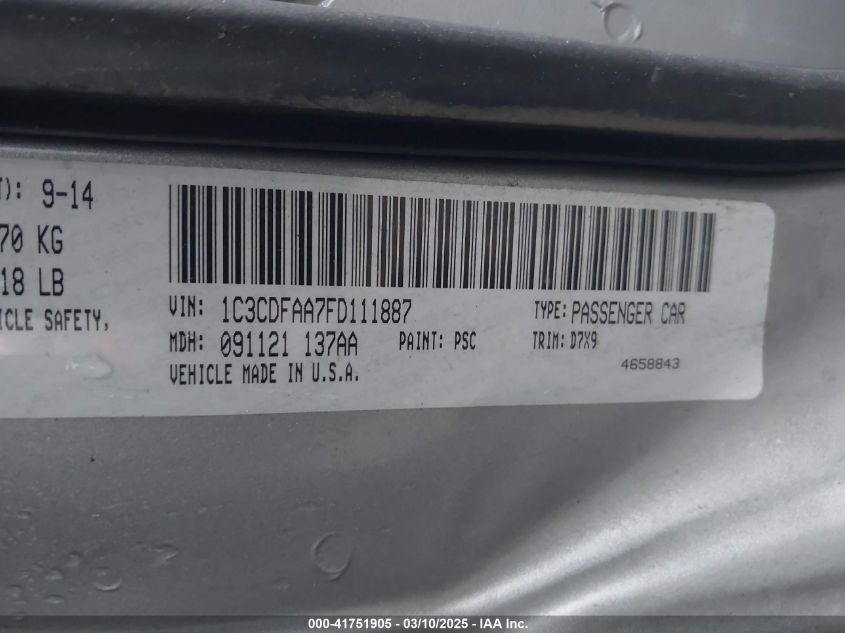 T): 9-14
70 KG
18 LB
ICLE SAFETY,
VIN: 1C3CDFAA7FD111887
TYPE: PASSENGER CAR
MDH: 091121 137AA PAINT: PSC TRIM: D7X9
VEHICLE MADE IN U.S.A.
4658843
000-41751905 - 03/10/2025 - IAA Inc.